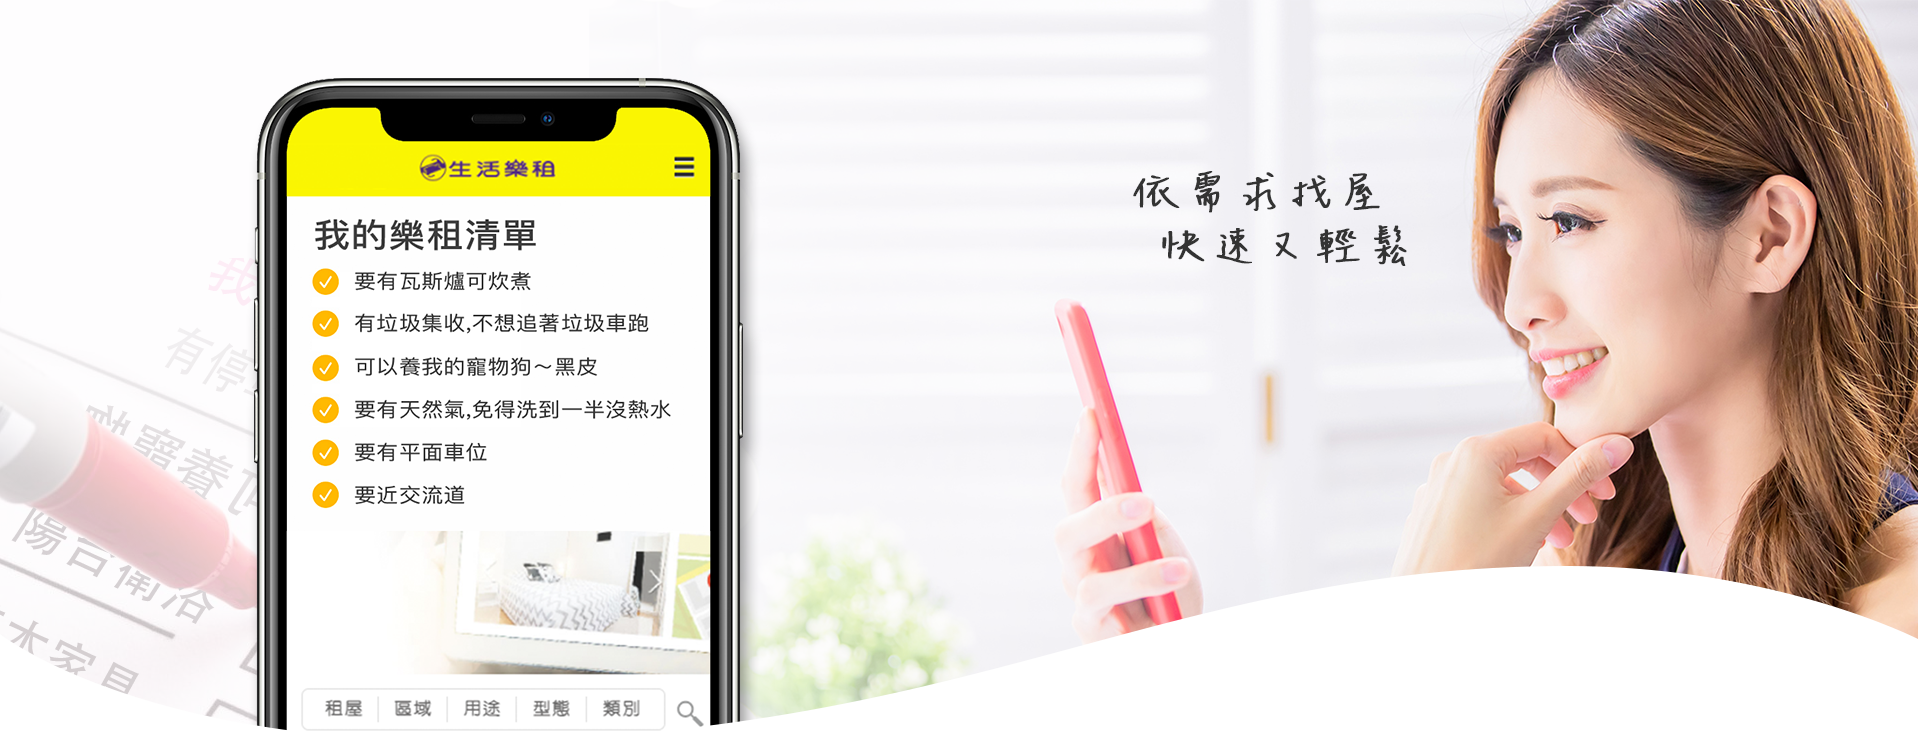 生活樂租
我的樂租清單
要有瓦斯爐可炊煮
有垃圾集收,不想追著垃圾車跑
可以養我的寵物狗～黑皮
要有天然氣,免得洗到一半沒熱水
要有平面車位
要近交流道
租屋 區域 用途 型態 類別
依需求找屋
快速又輕鬆
我
有停
寶養
陽台衛浴
木家具